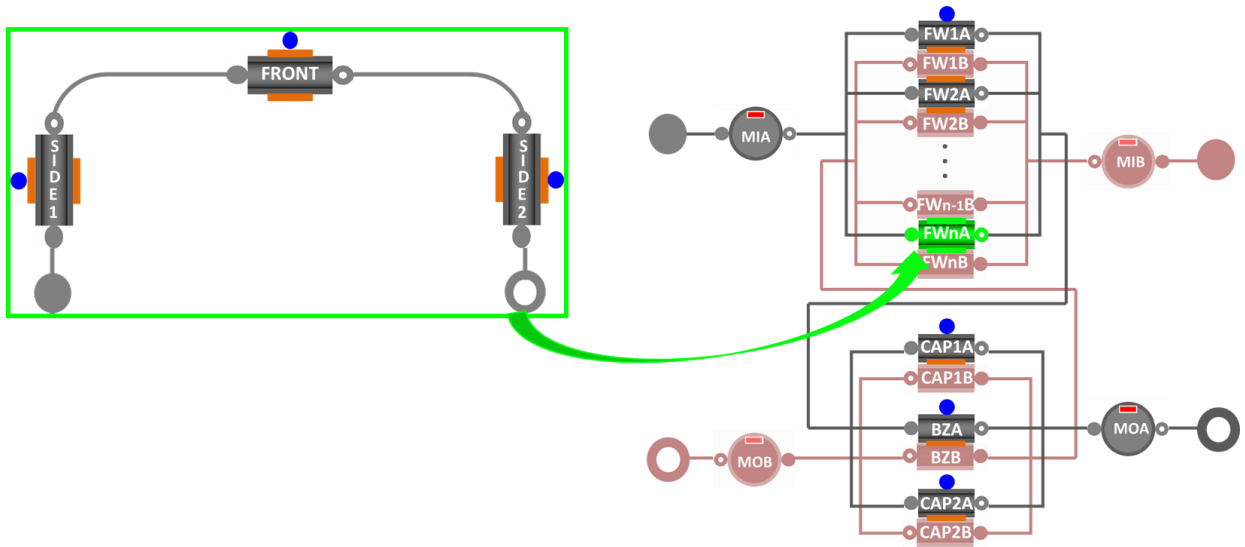 FRONT
SIDE1
SIDE2
FW1A
FW1B
FW2A
FW2B
FWn-1B
FWnA
FWnB
MIA
MIB
CAP1A
CAP1B
BZA
BZB
CAP2A
CAP2B
MOB
MOA